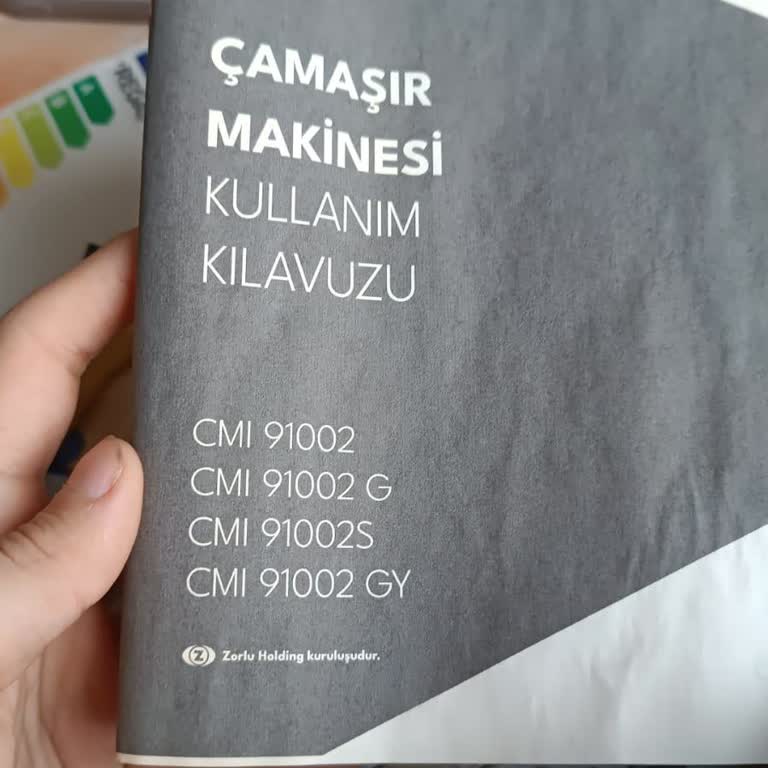 ÇAMAŞIR
MAKİNESİ
KULLANIM
KILAVUZU
CMI 91002
CMI 91002 G
CMI 91002S
CMI 91002 GY
Z Zorlu Holding kuruluşudur.